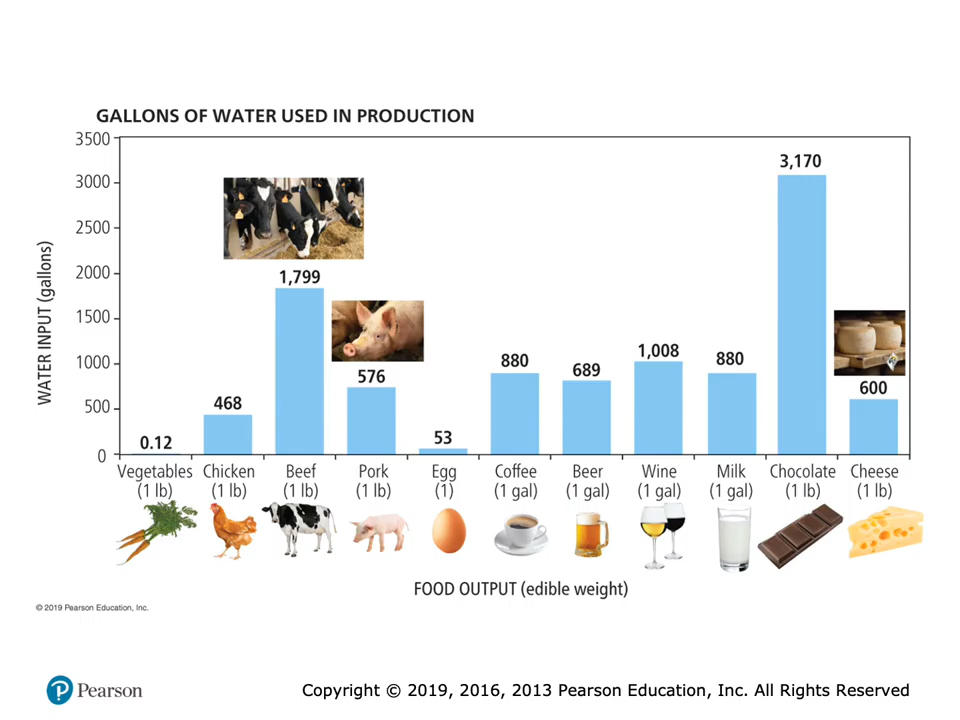 GALLONS OF WATER USED IN PRODUCTION
3500
3000
2500
2000
1500
1000
500
0
WATER INPUT (gallons)
0.12
468
1,799
576
53
880
689
1,008
880
3,170
600
Vegetables
(1 lb)
Chicken
(1 lb)
Beef
(1 lb)
Pork
(1 lb)
Egg
(1)
Coffee
(1 gal)
Beer
(1 gal)
Wine
(1 gal)
Milk
(1 gal)
Chocolate
(1 lb)
Cheese
(1 lb)
FOOD OUTPUT (edible weight)
© 2019 Pearson Education, Inc.
P Pearson
Copyright © 2019, 2016, 2013 Pearson Education, Inc. All Rights Reserved